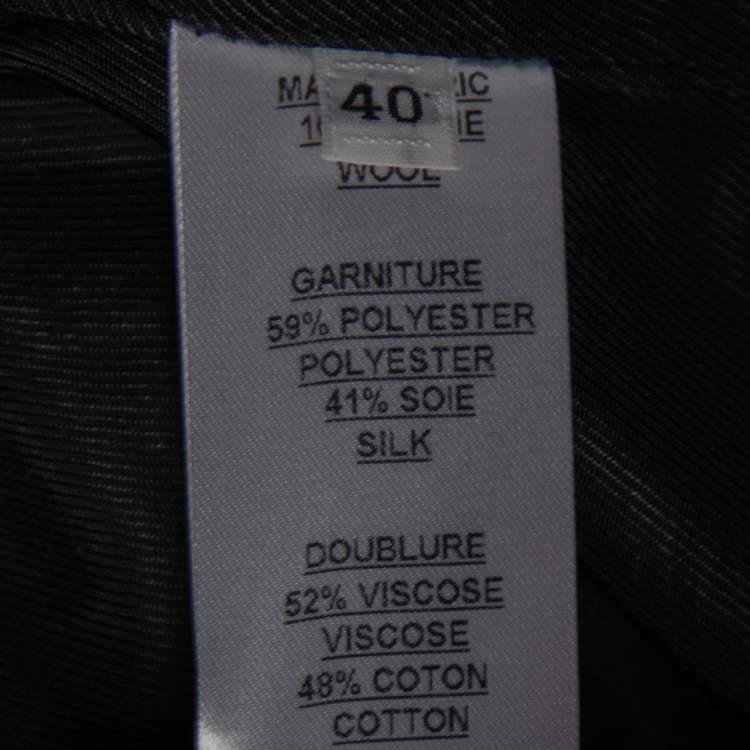 40
WOOL
GARNITURE
59% POLYESTER
POLYESTER
41% SOIE
SILK
DOUBLURE
52% VISCOSE
VISCOSE
48% COTON
COTTON